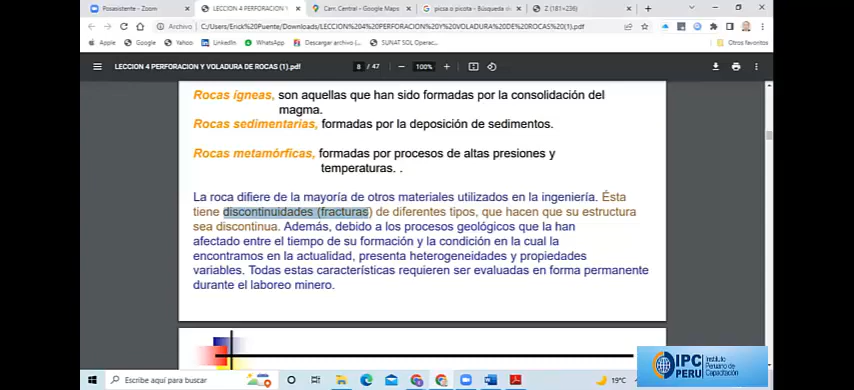 Posavistente - Zoom
LECCION 4 PERFORACION Y
Carr. Central - Google Maps
picsa o picota - Búsqueda de
Z (181×236)
Archivo
C:/Users/Erick%20Puente/Downloads/LECCION%204%20PERFORACION%20Y%20VOLADURA%20DE%20ROCAS%20(1).pdf
Apple
Google
Yahoo
LinkedIn
WhatsApp
Descargar archivo |...
SUNAT SOL Operac...
Otros favoritos
LECCION 4 PERFORACION Y VOLADURA DE ROCAS (1).pdf
8 / 47
100%
Rocas ígneas, son aquellas que han sido formadas por la consolidación del
magma.
Rocas sedimentarias, formadas por la deposición de sedimentos.
Rocas metamórficas, formadas por procesos de altas presiones y
temperaturas. .
La roca difiere de la mayoría de otros materiales utilizados en la ingeniería. Ésta
tiene discontinuidades (fracturas) de diferentes tipos, que hacen que su estructura
sea discontinua. Además, debido a los procesos geológicos que la han
afectado entre el tiempo de su formación y la condición en la cual la
encontramos en la actualidad, presenta heterogeneidades y propiedades
variables. Todas estas características requieren ser evaluadas en forma permanente
durante el laboreo minero.
IPC
PERU
Instituto
Peruano de
Capacitación
Escribe aquí para buscar
19°C